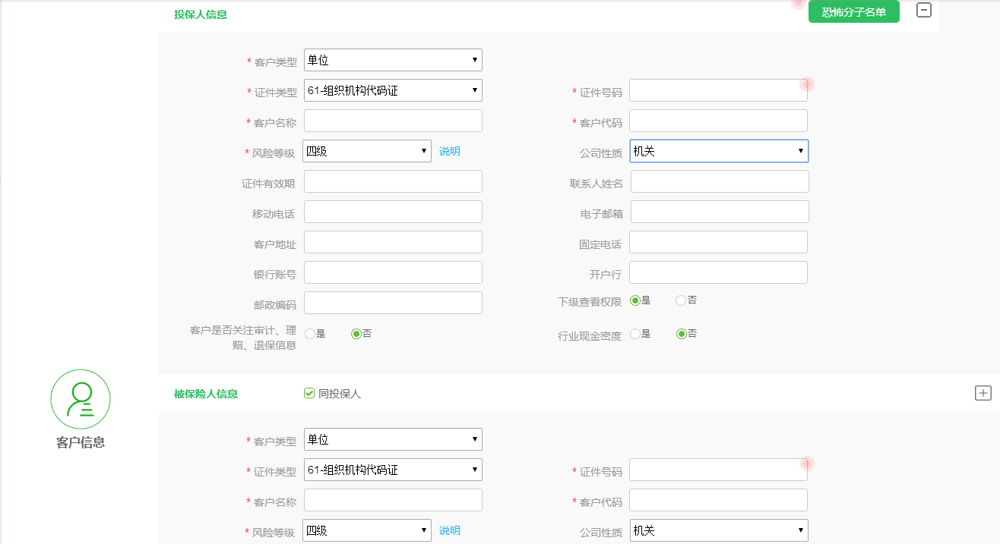 投保人信息 恐怖分子名单
* 客户类型 单位
* 证件类型 61-组织机构代码证 * 证件号码
* 客户名称 * 客户代码
* 风险等级 四级 说明 公司性质 机关
证件有效期 联系人姓名
移动电话 电子邮箱
客户地址 固定电话
银行账号 开户行
邮政编码 下级查看权限 是 否
客户是否关注审计、理
赔、退保信息 是 否 行业现金密度 是 否
被保险人信息 同投保人
客户信息
* 客户类型 单位
* 证件类型 61-组织机构代码证 * 证件号码
* 客户名称 * 客户代码
* 风险等级 四级 说明 公司性质 机关